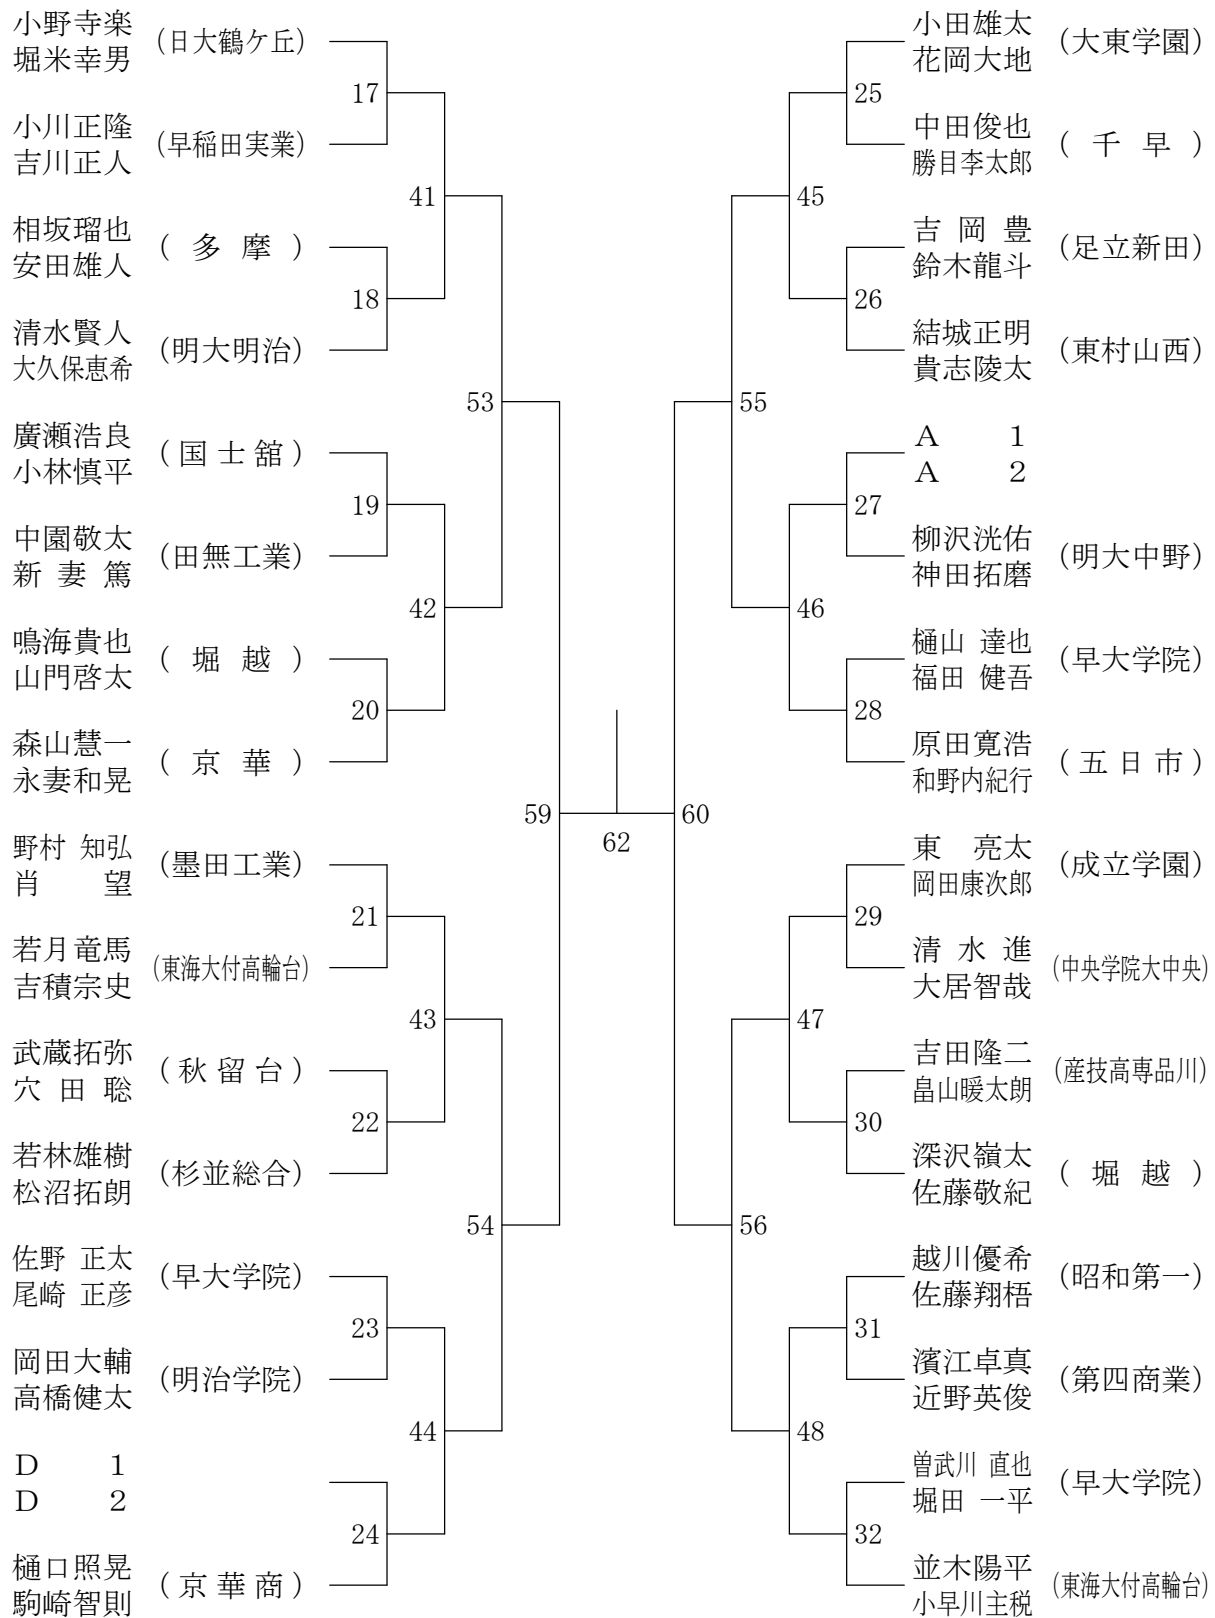 小野寺楽
堀米幸男
(日大鶴ケ丘)
17
小川正隆
吉川正人
(早稲田実業)
41
相坂瑠也
安田雄人
(多摩)
18
清水賢人
大久保恵希
(明大明治)
53
廣瀬浩良
小林慎平
(国士舘)
19
中園敬太
新妻篤
(田無工業)
42
鳴海貴也
山門啓太
(堀越)
20
森山慧一
永妻和晃
(京華)
59
野村 知弘
肖 望
(墨田工業)
21
若月竜馬
吉積宗史
(東海大付高輪台)
43
武蔵拓弥
穴田聡
(秋留台)
22
若林雄樹
松沼拓朗
(杉並総合)
54
佐野 正太
尾崎 正彦
(早大学院)
23
岡田大輔
高橋健太
(明治学院)
44
D 1
D 2
24
樋口照晃
駒崎智則
(京華商)
62
小田雄太
花岡大地
(大東学園)
25
中田俊也
勝目李太郎
(千早)
45
吉岡豊
鈴木龍斗
(足立新田)
26
結城正明
貴志陵太
(東村山西)
55
A 1
A 2
27
柳沢洸佑
神田拓磨
(明大中野)
46
樋山 達也
福田 健吾
(早大学院)
28
原田寛浩
和野内紀行
(五日市)
60
東 亮太
岡田康次郎
(成立学園)
29
清水進
大居智哉
(中央学院大中央)
47
吉田隆二
畠山暖太朗
(産技高専品川)
30
深沢嶺太
佐藤敬紀
(堀越)
56
越川優希
佐藤翔梧
(昭和第一)
31
濱江卓真
近野英俊
(第四商業)
48
曽武川 直也
堀田 一平
(早大学院)
32
並木陽平
小早川主税
(東海大付高輪台)